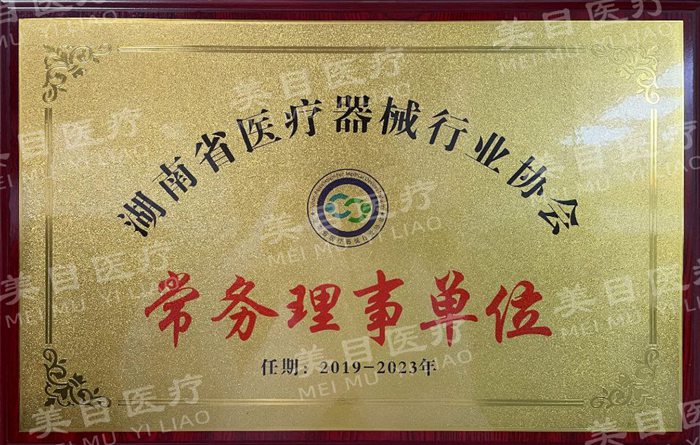 湖南省医疗器械行业协会
常务理事单位
任期：2019-2023年
美目医疗
MEI MU YI LIAO